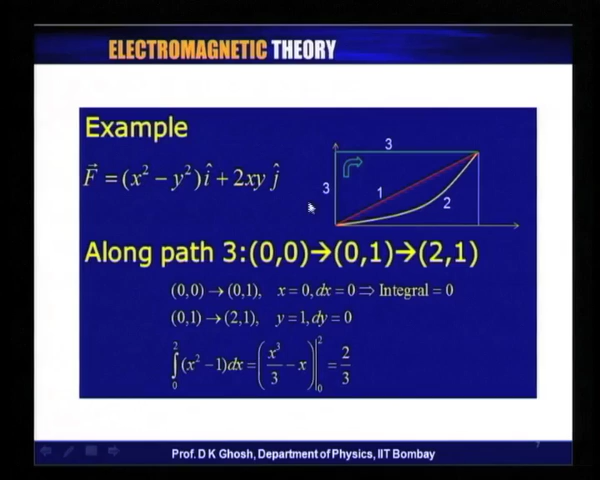 ELECTROMAGNETIC THEORY
Example
\vec{F} = (x² − y²)î + 2xy ĵ
3
3
1
2
Along path 3:(0,0)→(0,1)→(2,1)
(0,0) → (0,1), x = 0, dx = 0 ⇒ Integral = 0
(0,1) → (2,1), y = 1, dy = 0
∫₀² (x² − 1)dx = (x³/3 − x)|₀² = 2/3
7
Prof. D K Ghosh, Department of Physics, IIT Bombay